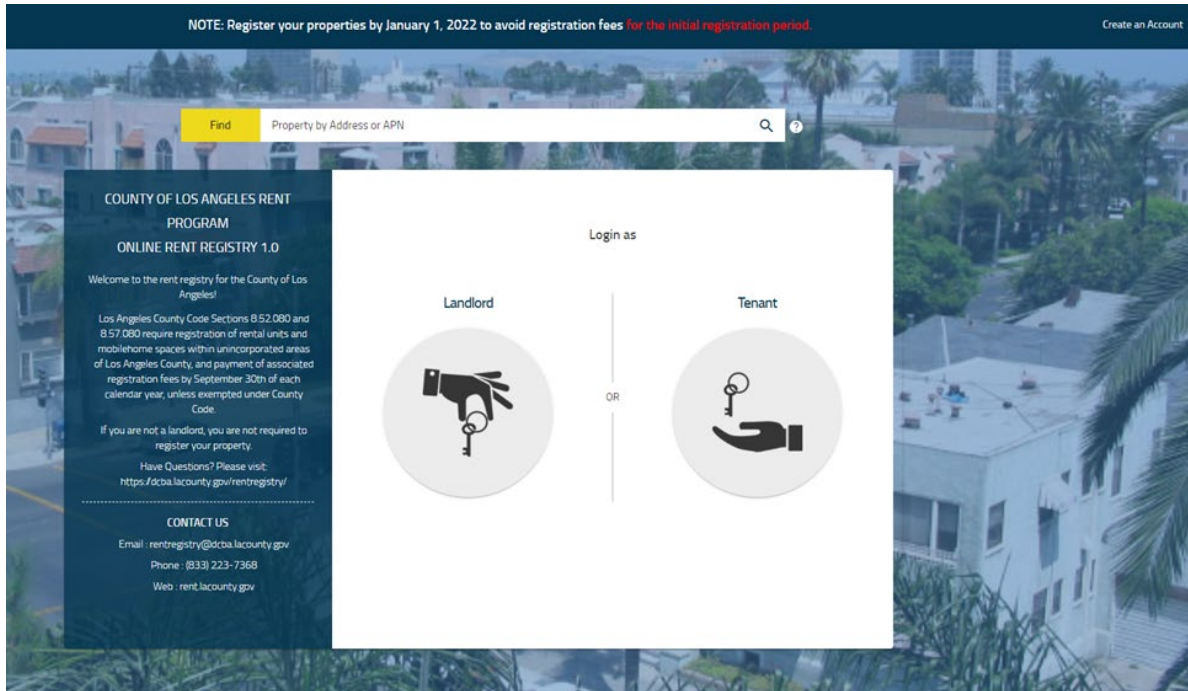 NOTE: Register your properties by January 1, 2022 to avoid registration fees for the initial registration period.
Create an Account
Find
Property by Address or APN
?
COUNTY OF LOS ANGELES RENT
PROGRAM
ONLINE RENT REGISTRY 1.0
Welcome to the rent registry for the County of Los
Angeles!
Los Angeles County Code Sections 8.52.080 and
8.57.080 require registration of rental units and
mobilehome spaces within unincorporated areas
of Los Angeles County, and payment of associated
registration fees by September 30th of each
calendar year, unless exempted under County
Code.
If you are not a landlord, you are not required to
register your property.
Have Questions? Please visit:
https://dcba.lacounty.gov/rentregistry/
CONTACT US
Email : rentregistry@dcba.lacounty.gov
Phone : (833) 223-7368
Web : rent.lacounty.gov
Login as
Landlord
OR
Tenant